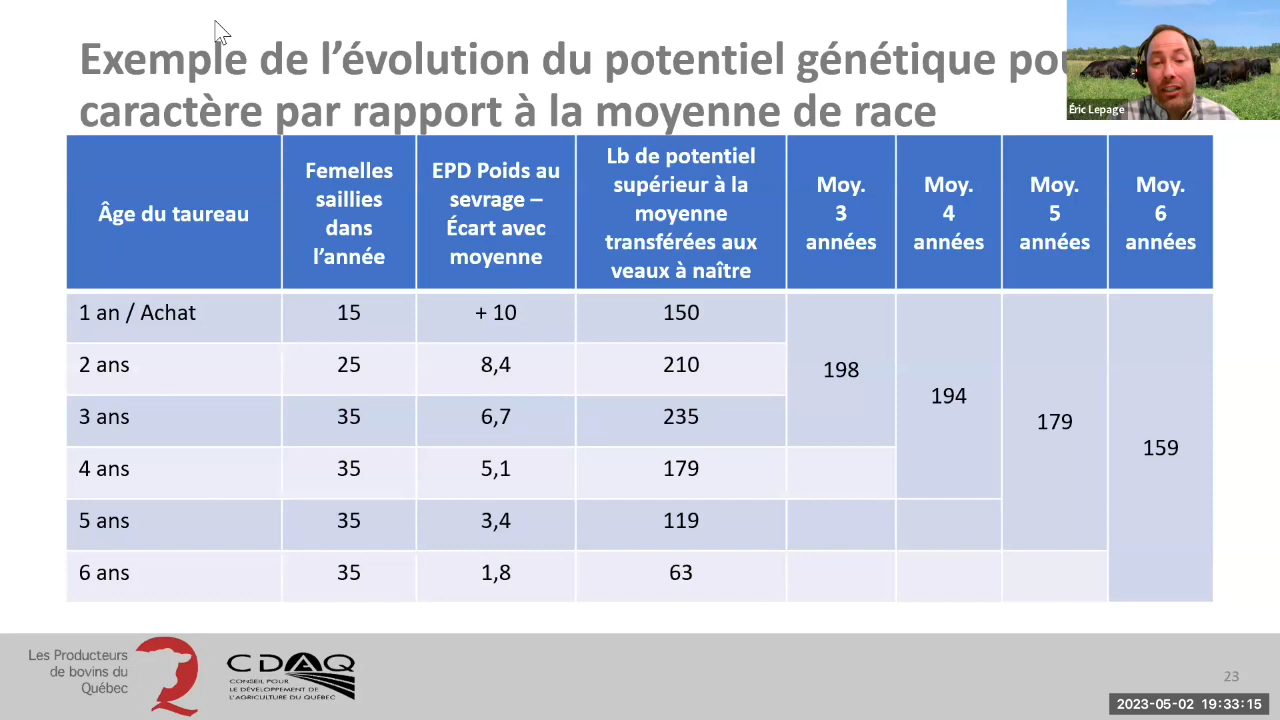 Exemple de l'évolution du potentiel génétique
caractère par rapport à la moyenne de race
Éric Lepage
Âge du taureau
Femelles
saillies
dans
l'année
EPD Poids au
sevrage –
Écart avec
moyenne
Lb de potentiel
supérieur à la
moyenne
transférées aux
veaux à naître
Moy.
3
années
Moy.
4
années
Moy.
5
années
Moy.
6
années
1 an / Achat 15 + 10 150
2 ans 25 8,4 210
3 ans 35 6,7 235
4 ans 35 5,1 179
5 ans 35 3,4 119
6 ans 35 1,8 63
198
194
179
159
Les Producteurs
de bovins du
Québec
CDAQ
CONSEIL POUR
LE DÉVELOPPEMENT DE
L'AGRICULTURE DU QUÉBEC
23
2023-05-02 19:33:15